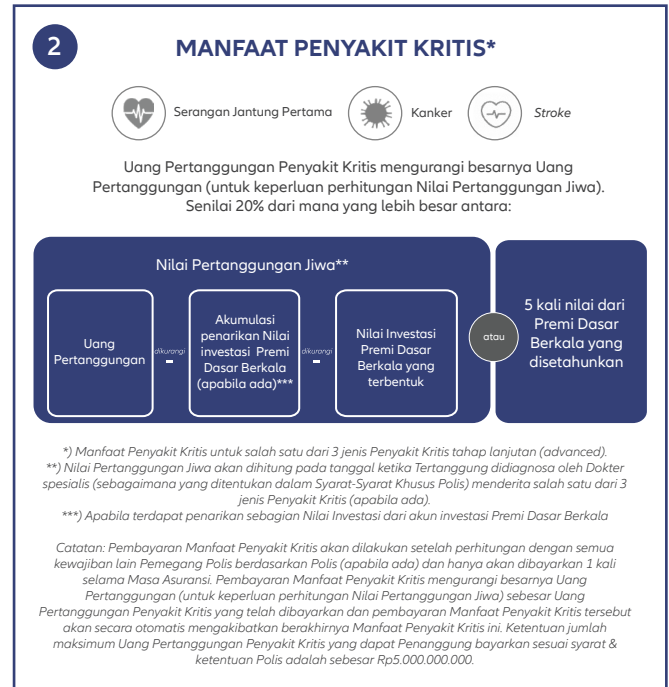 2
MANFAAT PENYAKIT KRITIS*
Serangan Jantung Pertama
Kanker
Stroke
Uang Pertanggungan Penyakit Kritis mengurangi besarnya Uang
Pertanggungan (untuk keperluan perhitungan Nilai Pertanggungan Jiwa).
Senilai 20% dari mana yang lebih besar antara:
Nilai Pertanggungan Jiwa**
Uang
Pertanggungan
dikurangi
-
Akumulasi
penarikan Nilai
investasi Premi
Dasar Berkala
(apabila ada)***
dikurangi
-
Nilai Investasi
Premi Dasar
Berkala yang
terbentuk
atau
5 kali nilai dari
Premi Dasar
Berkala yang
disetahunkan
*) Manfaat Penyakit Kritis untuk salah satu dari 3 jenis Penyakit Kritis tahap lanjutan (advanced).
**) Nilai Pertanggungan Jiwa akan dihitung pada tanggal ketika Tertanggung didiagnosa oleh Dokter
spesialis (sebagaimana yang ditentukan dalam Syarat-Syarat Khusus Polis) menderita salah satu dari 3
jenis Penyakit Kritis (apabila ada).
***) Apabila terdapat penarikan sebagian Nilai Investasi dari akun investasi Premi Dasar Berkala
Catatan: Pembayaran Manfaat Penyakit Kritis akan dilakukan setelah perhitungan dengan semua
kewajiban lain Pemegang Polis berdasarkan Polis (apabila ada) dan hanya akan dibayarkan 1 kali
selama Masa Asuransi. Pembayaran Manfaat Penyakit Kritis mengurangi besarnya Uang
Pertanggungan (untuk keperluan perhitungan Nilai Pertanggungan Jiwa) sebesar Uang
Pertanggungan Penyakit Kritis yang telah dibayarkan dan pembayaran Manfaat Penyakit Kritis tersebut
akan secara otomatis mengakibatkan berakhirnya Manfaat Penyakit Kritis ini. Ketentuan jumlah
maksimum Uang Pertanggungan Penyakit Kritis yang dapat Penanggung bayarkan sesuai syarat &
ketentuan Polis adalah sebesar Rp5.000.000.000.